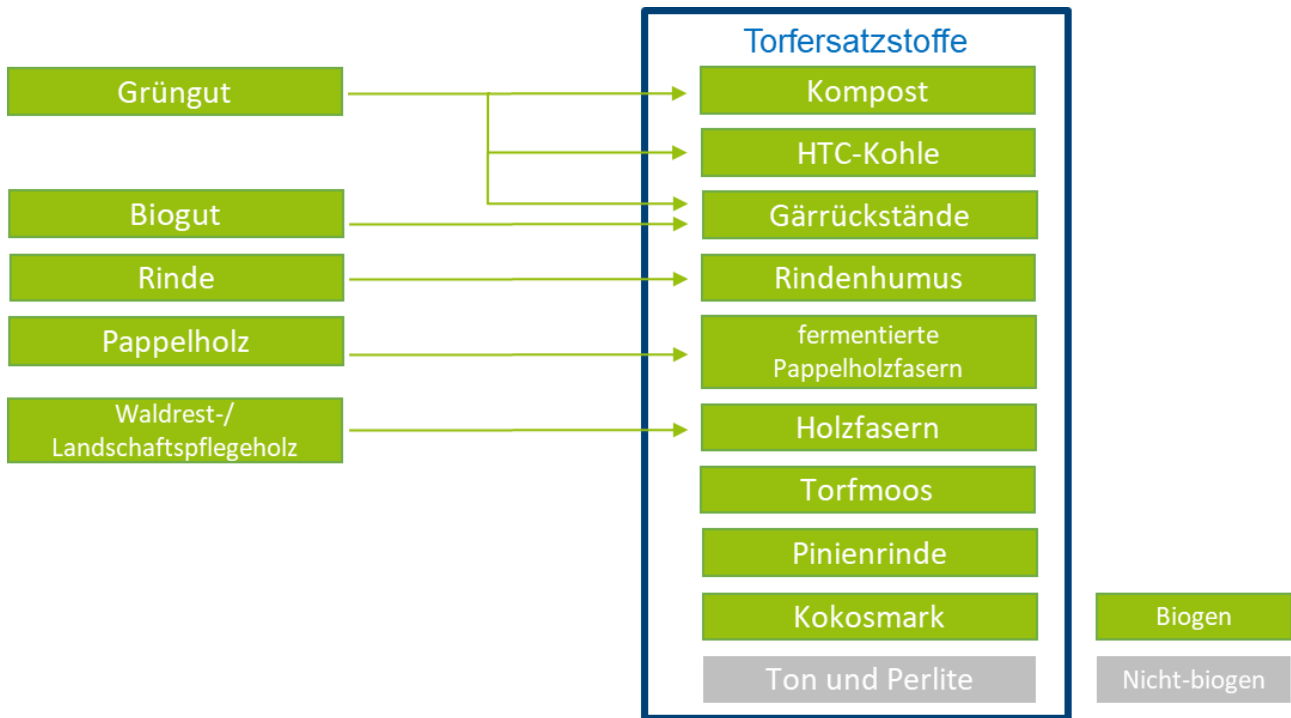 Torfersatzstoffe
Grüngut
Kompost
HTC-Kohle
Biogut
Gärrückstände
Rinde
Rindenhumus
Pappelholz
fermentierte
Pappelholzfasern
Waldrest-/
Landschaftspflegeholz
Holzfasern
Torfmoos
Pinienrinde
Kokosmark
Biogen
Ton und Perlite
Nicht-biogen